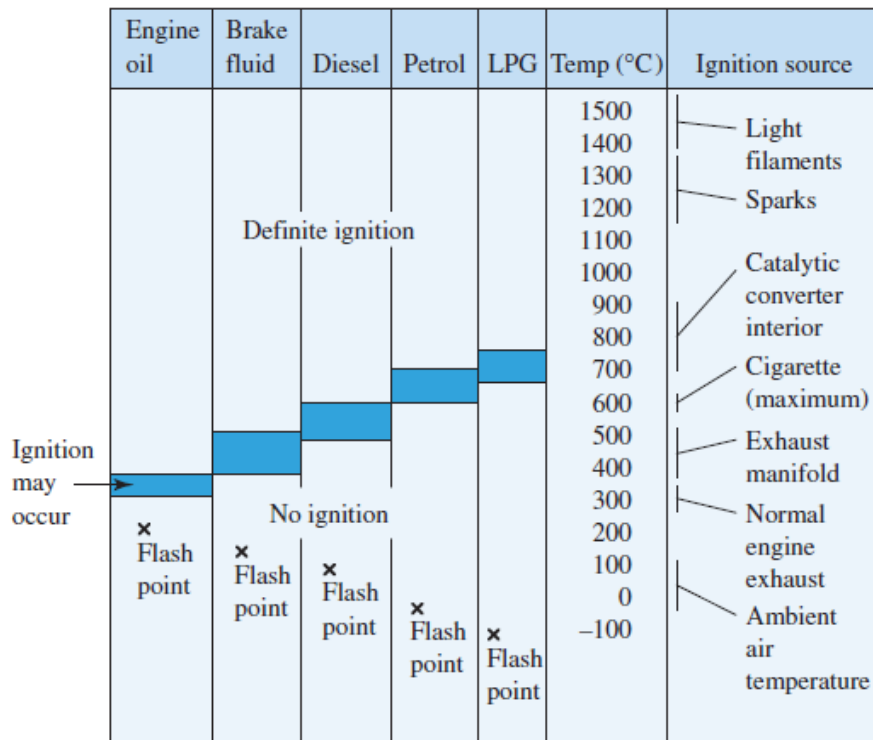 Engine oil
Brake fluid
Diesel
Petrol
LPG
Temp (°C)
Ignition source
1500
1400
1300
1200
1100
1000
900
800
700
600
500
400
300
200
100
0
–100
Light
filaments
Sparks
Catalytic
converter
interior
Cigarette
(maximum)
Exhaust
manifold
Normal
engine
exhaust
Ambient
air
temperature
Definite ignition
No ignition
Ignition
may
occur
× Flash
point
× Flash
point
× Flash
point
× Flash
point
× Flash
point